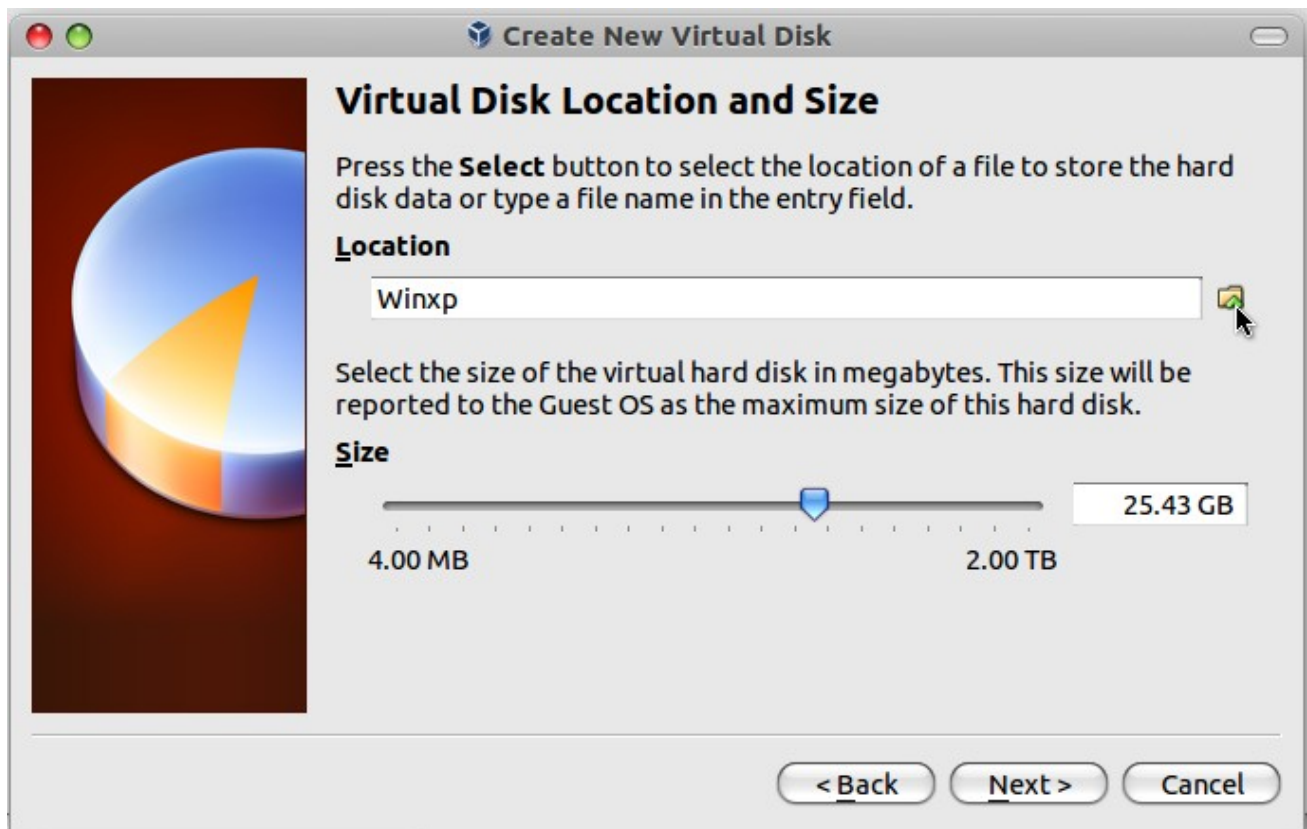 Create New Virtual Disk
Virtual Disk Location and Size
Press the Select button to select the location of a file to store the hard
disk data or type a file name in the entry field.
Location
Winxp
Select the size of the virtual hard disk in megabytes. This size will be
reported to the Guest OS as the maximum size of this hard disk.
Size
25.43 GB
4.00 MB 2.00 TB
< Back Next > Cancel